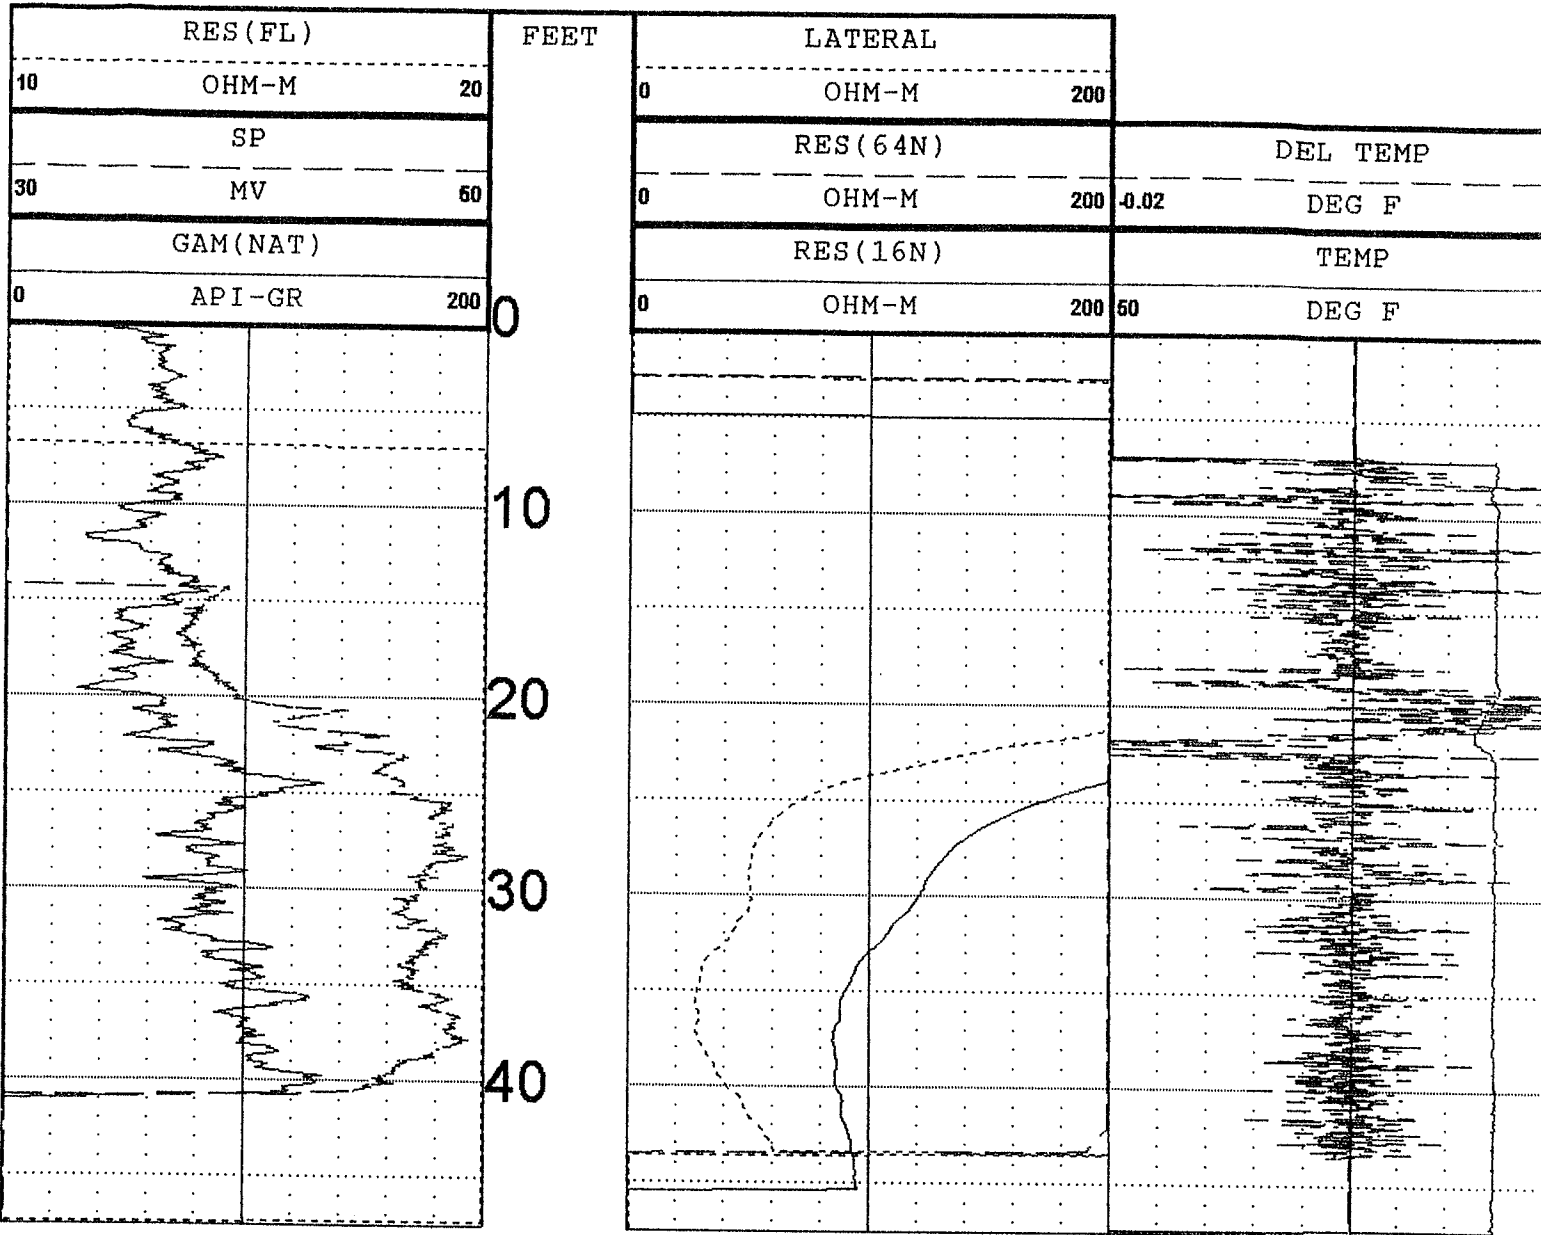 RES(FL) FEET LATERAL
10 OHM-M 20 0 OHM-M 200
SP RES(64N) DEL TEMP
30 MV 60 0 OHM-M 200 -0.02 DEG F
GAM(NAT) RES(16N) TEMP
0 API-GR 200 0 OHM-M 200 50 DEG F
0
10
20
30
40